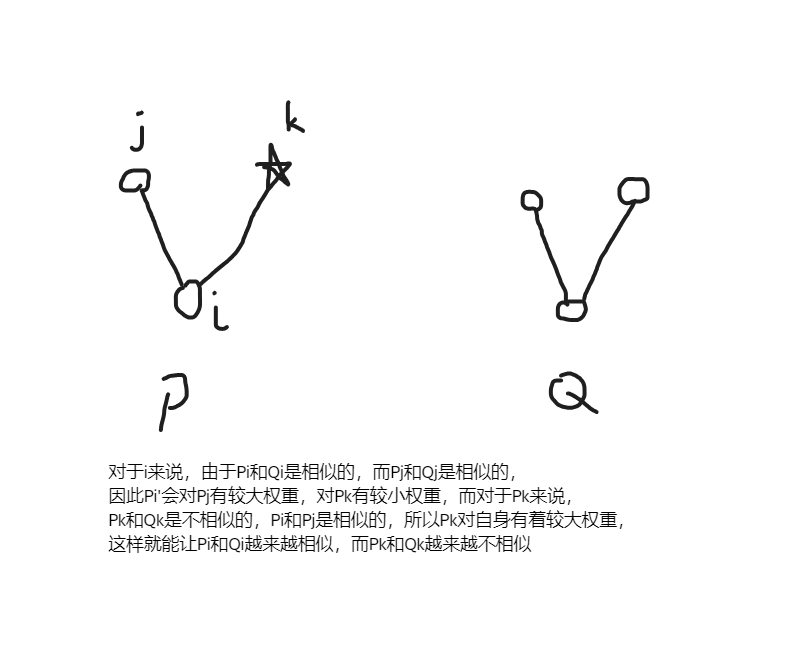 j
k
i
P
Q
对于i来说，由于Pi和Qi是相似的，而Pj和Qj是相似的，
因此Pi'会对Pj有较大权重，对Pk有较小权重，而对于Pk来说，
Pk和Qk是不相似的，Pi和Pj是相似的，所以Pk对自身有着较大权重，
这样就能让Pi和Qi越来越相似，而Pk和Qk越来越不相似